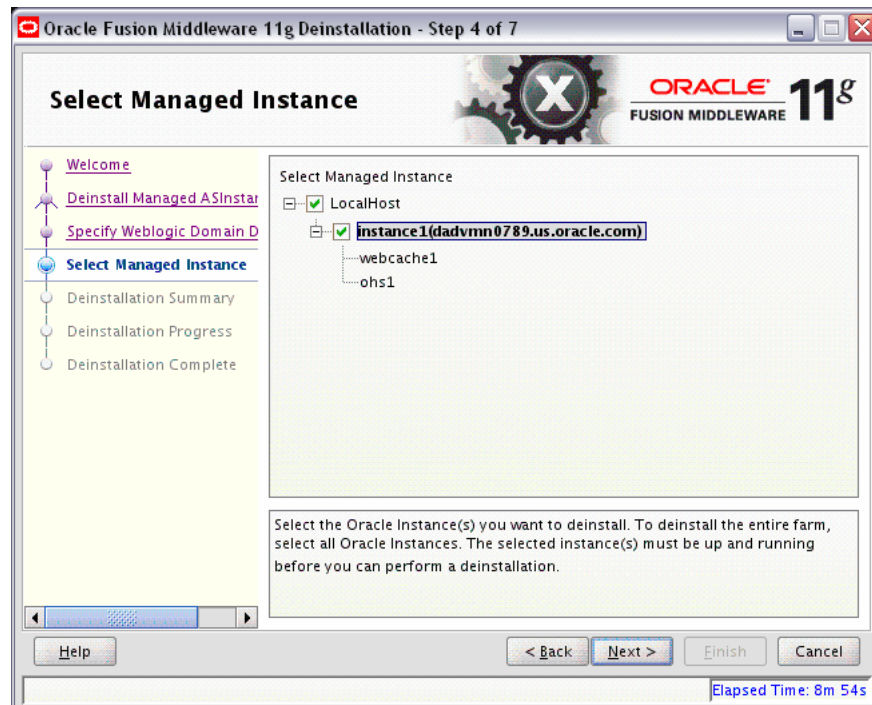 Oracle Fusion Middleware 11g Deinstallation - Step 4 of 7
Select Managed Instance
ORACLE
FUSION MIDDLEWARE
11g
Welcome
Deinstall Managed ASInstar
Specify Weblogic Domain D
Select Managed Instance
Deinstallation Summary
Deinstallation Progress
Deinstallation Complete
Select Managed Instance
LocalHost
instance1(dadvmn0789.us.oracle.com)
webcache1
ohs1
Select the Oracle Instance(s) you want to deinstall. To deinstall the entire farm,
select all Oracle Instances. The selected instance(s) must be up and running
before you can perform a deinstallation.
Help
< Back
Next >
Finish
Cancel
Elapsed Time: 8m 54s